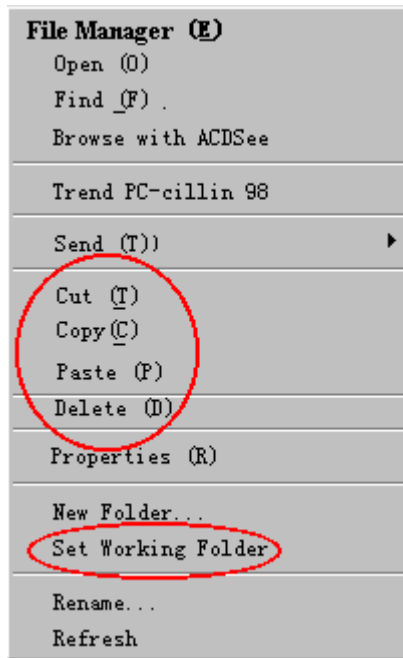 File Manager (E)
Open (O)
Find (F) .
Browse with ACDSee
Trend PC-cillin 98
Send (T))
Cut (T)
Copy(C)
Paste (P)
Delete (D)
Properties (R)
New Folder...
Set Working Folder
Rename...
Refresh